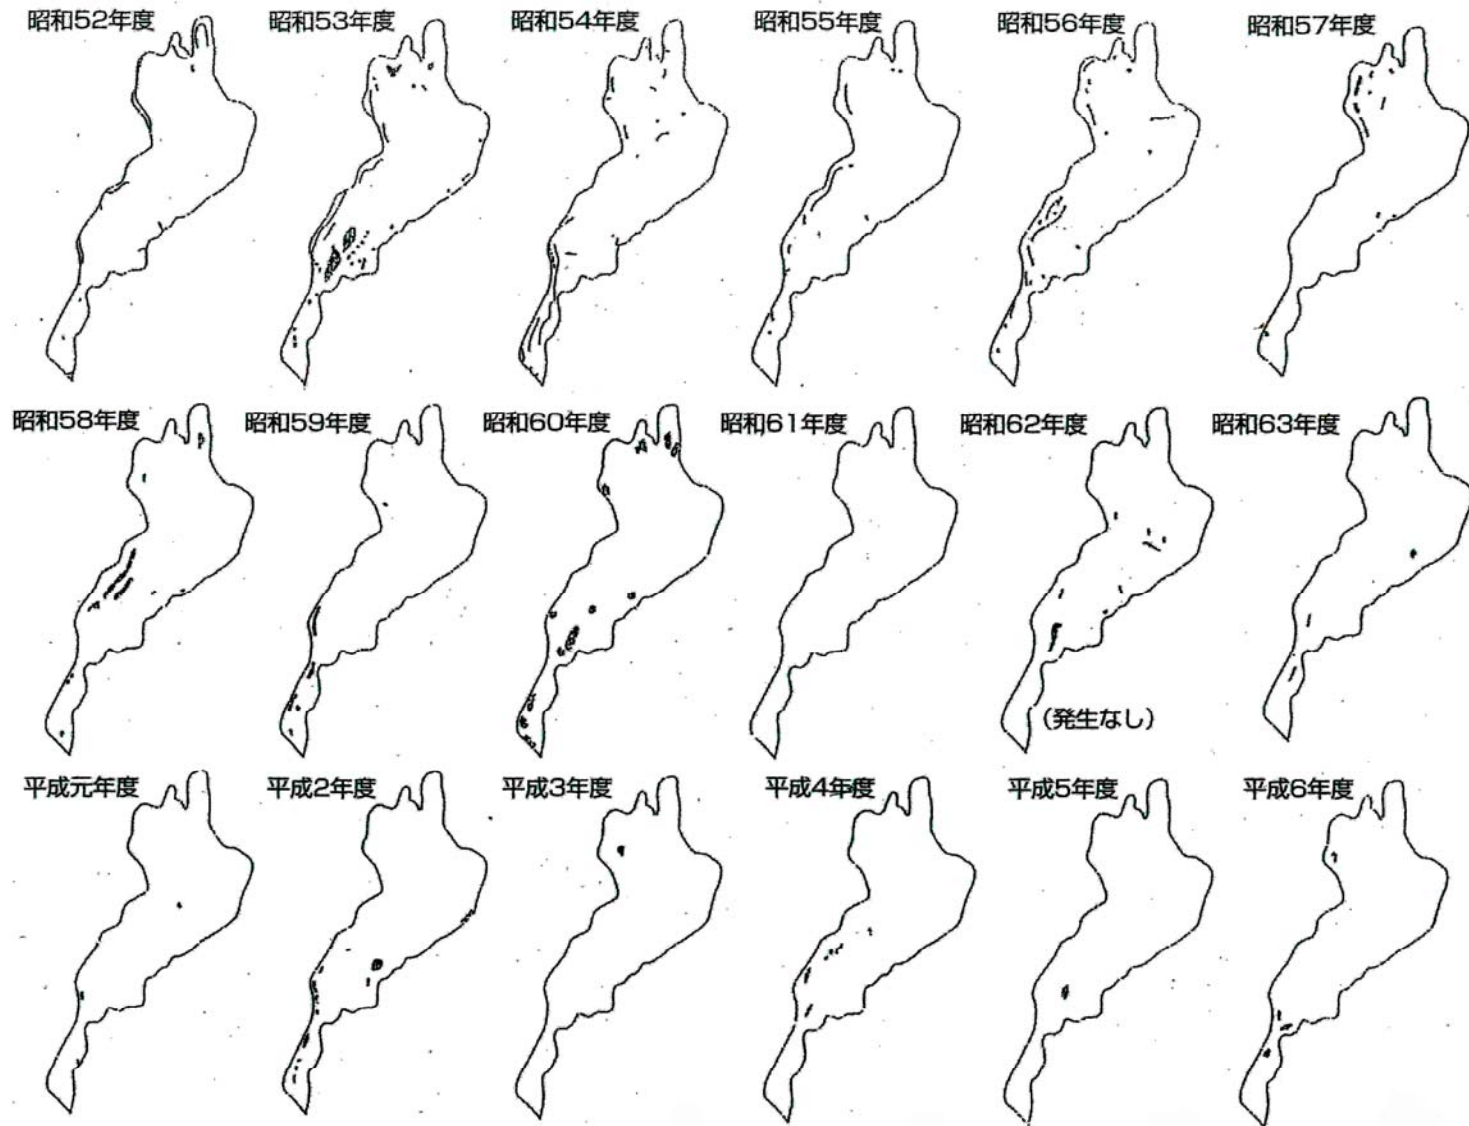 昭和52年度
昭和53年度
昭和54年度
昭和55年度
昭和56年度
昭和57年度
昭和58年度
昭和59年度
昭和60年度
昭和61年度
昭和62年度
昭和63年度
(発生なし)
平成元年度
平成2年度
平成3年度
平成4年度
平成5年度
平成6年度